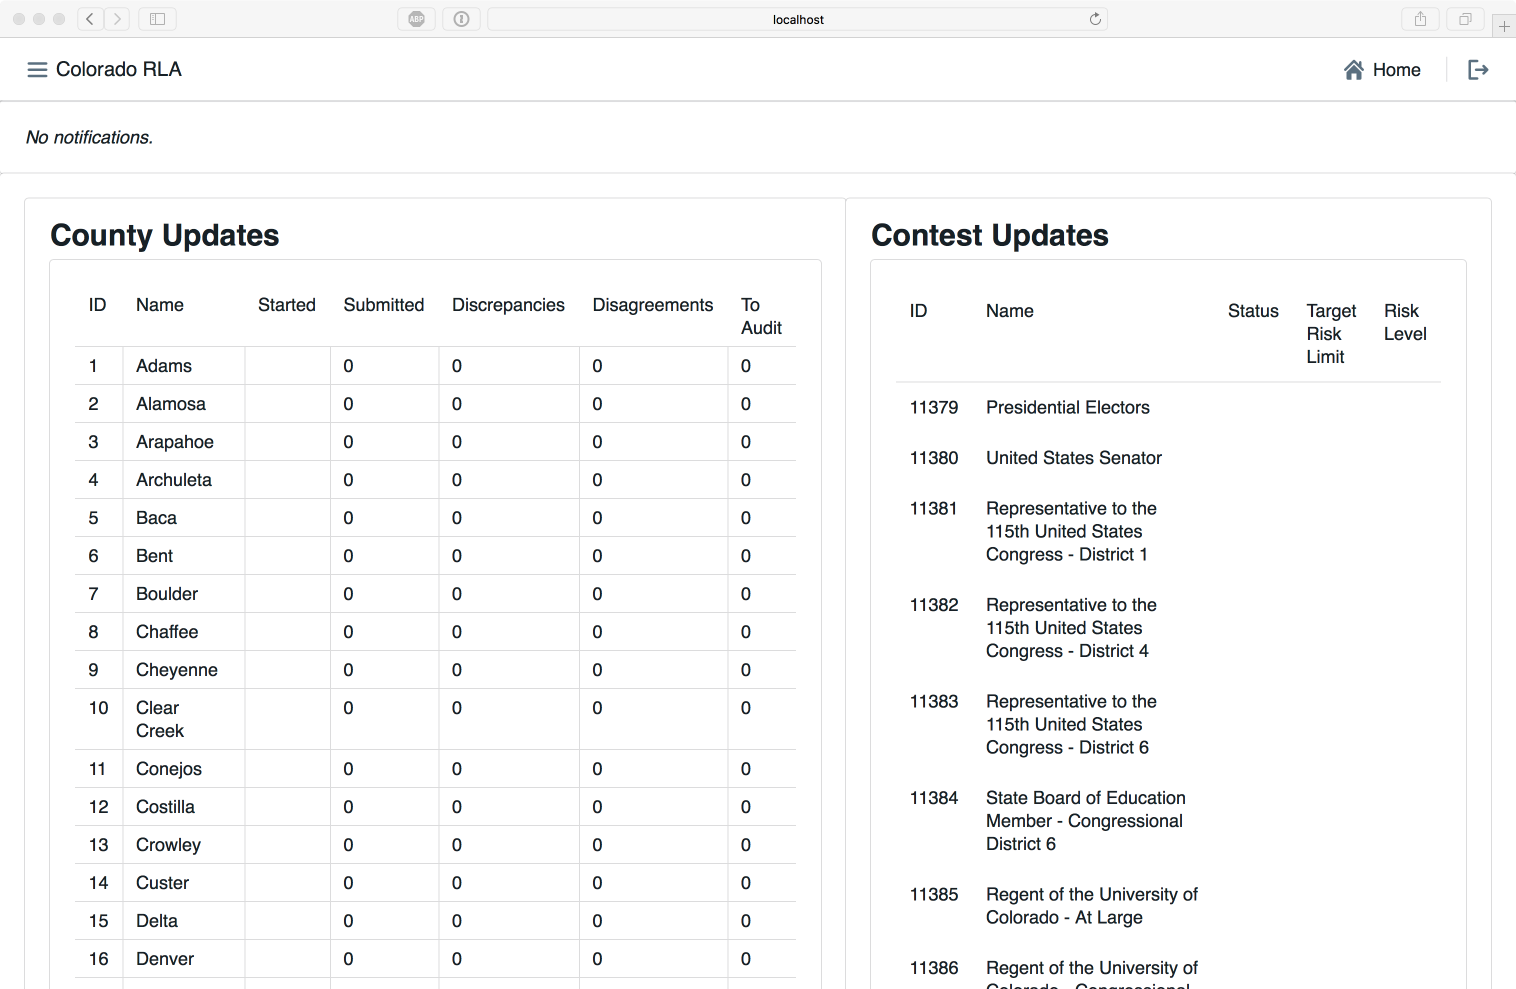 ABP
localhost
Colorado RLA
Home
No notifications.
County Updates
ID Name Started Submitted Discrepancies Disagreements To
Audit
1 Adams 0 0 0 0
2 Alamosa 0 0 0 0
3 Arapahoe 0 0 0 0
4 Archuleta 0 0 0 0
5 Baca 0 0 0 0
6 Bent 0 0 0 0
7 Boulder 0 0 0 0
8 Chaffee 0 0 0 0
9 Cheyenne 0 0 0 0
10 Clear 0 0 0 0
Creek
11 Conejos 0 0 0 0
12 Costilla 0 0 0 0
13 Crowley 0 0 0 0
14 Custer 0 0 0 0
15 Delta 0 0 0 0
16 Denver 0 0 0 0
Contest Updates
ID Name Status Target Risk
Risk Level
Limit
11379 Presidential Electors
11380 United States Senator
11381 Representative to the
115th United States
Congress - District 1
11382 Representative to the
115th United States
Congress - District 4
11383 Representative to the
115th United States
Congress - District 6
11384 State Board of Education
Member - Congressional
District 6
11385 Regent of the University of
Colorado - At Large
11386 Regent of the University of
Colorado - Congressional